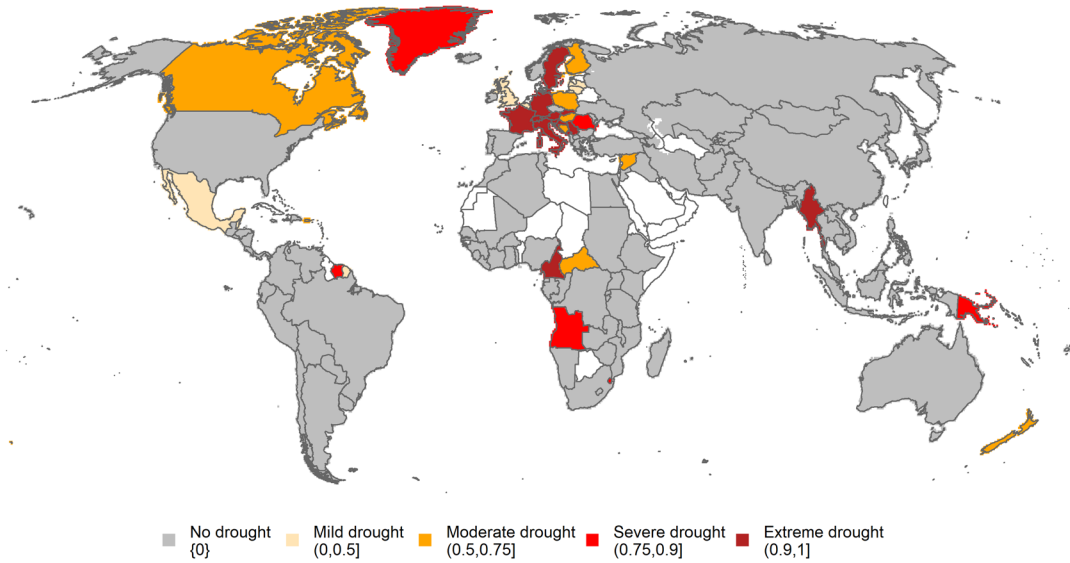 No drought
{0}
Mild drought
(0,0.5]
Moderate drought
(0.5,0.75]
Severe drought
(0.75,0.9]
Extreme drought
(0.9,1]